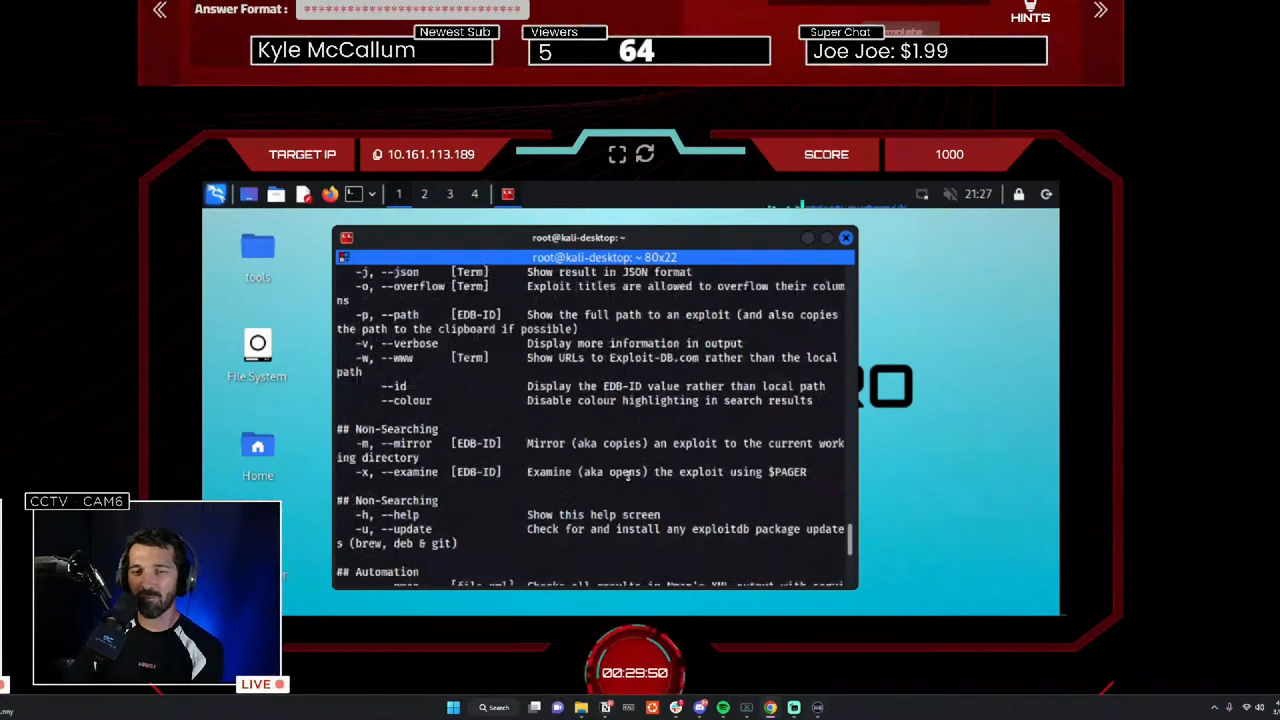 Answer Format : ************************
HINTS
Newest Sub
Kyle McCallum
Viewers
5 64
Super Chat
Joe Joe: $1.99
TARGET IP
10.161.113.189
SCORE
1000
1 2 3 4
21:27
root@kali-desktop: ~
root@kali-desktop: ~ 80x22
-j, --json [Term] Show result in JSON format
-o, --overflow [Term] Exploit titles are allowed to overflow their colum
ns
-p, --path [EDB-ID] Show the full path to an exploit (and also copies
the path to the clipboard if possible)
-v, --verbose Display more information in output
-w, --www [Term] Show URLs to Exploit-DB.com rather than the local
path
--id Display the EDB-ID value rather than local path
--colour Disable colour highlighting in search results
## Non-Searching
-m, --mirror [EDB-ID] Mirror (aka copies) an exploit to the current work
ing directory
-x, --examine [EDB-ID] Examine (aka opens) the exploit using $PAGER
## Non-Searching
-h, --help Show this help screen
-u, --update Check for and install any exploitdb package update
s (brew, deb & git)
## Automation
tools
File System
Home
CCTV - CAM6
LIVE
00:29:50
Search